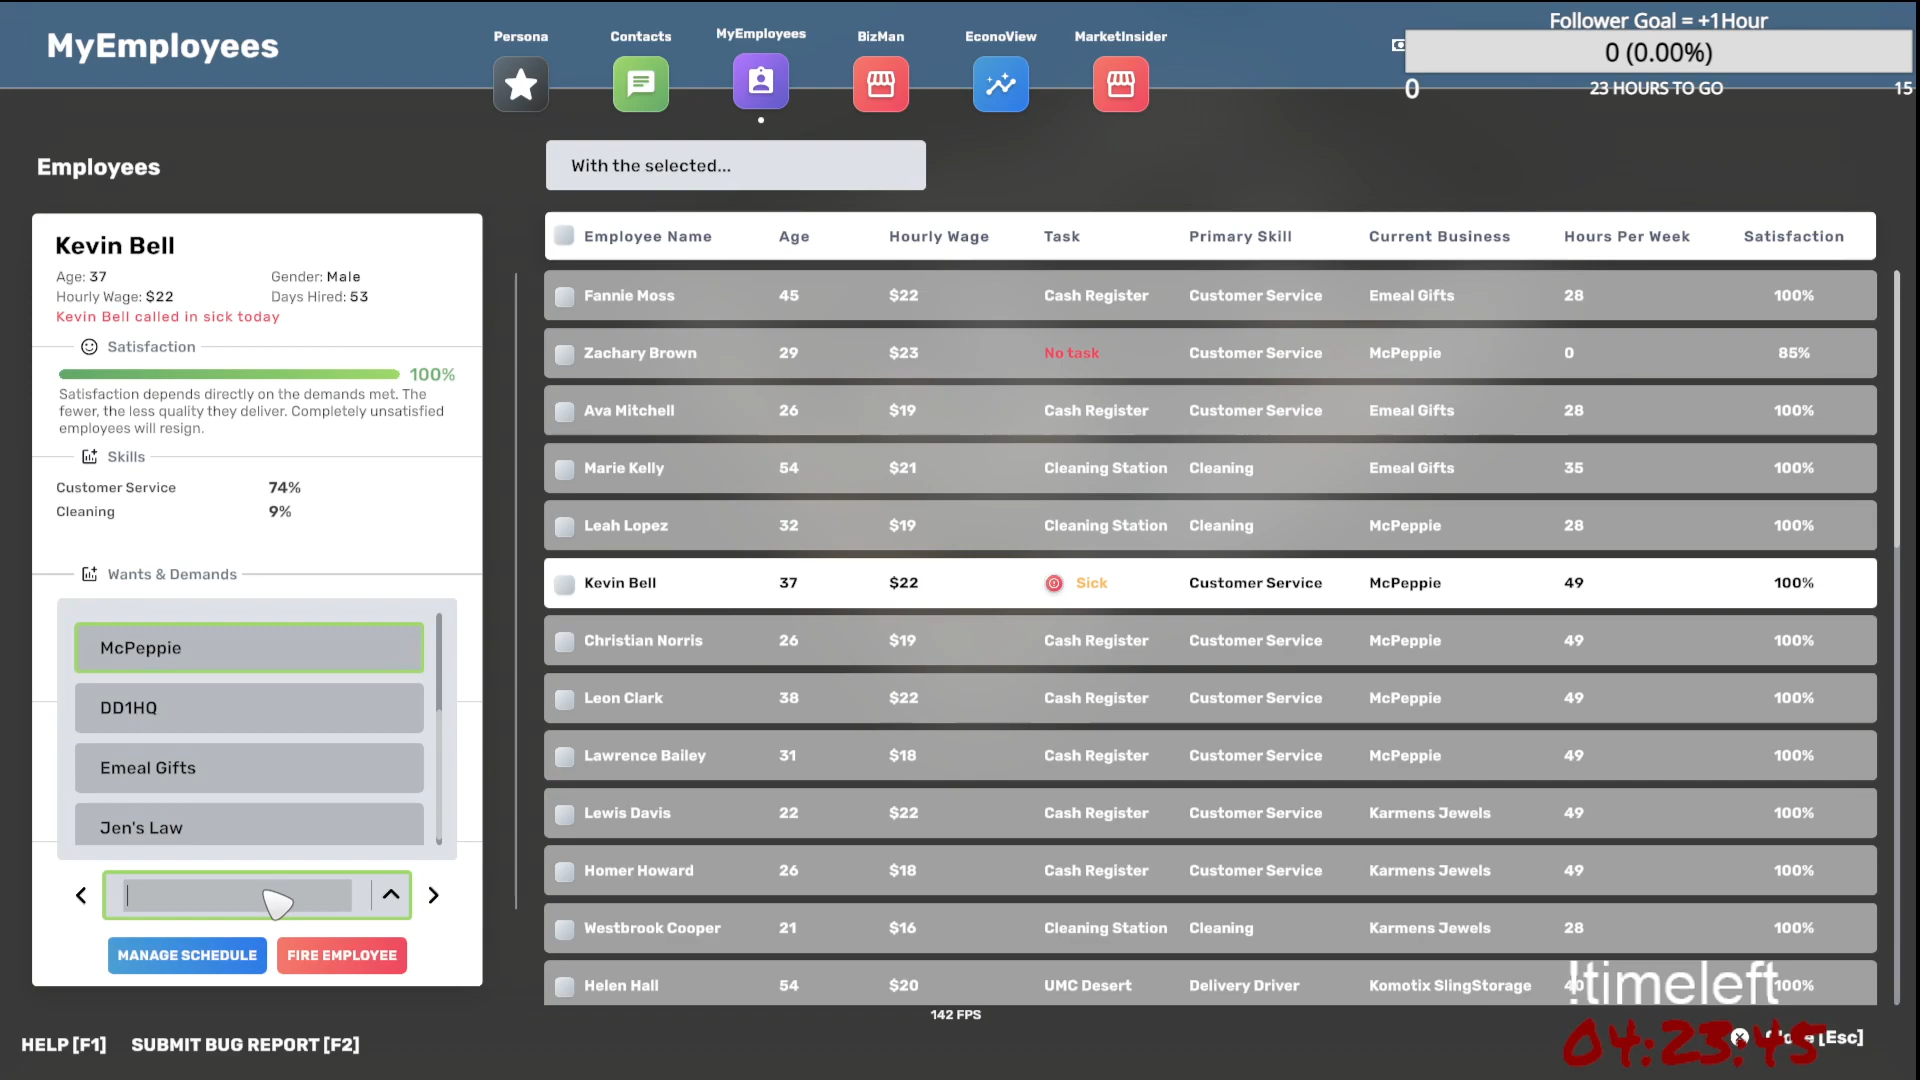 MyEmployees
Persona
Contacts
MyEmployees
BizMan
EconoView
MarketInsider
Follower Goal = +1Hour
0 (0.00%)
0
23 HOURS TO GO
15
Employees
With the selected...
Kevin Bell
Age: 37
Gender: Male
Hourly Wage: $22
Days Hired: 53
Kevin Bell called in sick today
Satisfaction
100%
Satisfaction depends directly on the demands met. The
fewer, the less quality they deliver. Completely unsatisfied
employees will resign.
Skills
Customer Service 74%
Cleaning 9%
Wants & Demands
McPeppie
DD1HQ
Emeal Gifts
Jen's Law
MANAGE SCHEDULE
FIRE EMPLOYEE
Employee Name Age Hourly Wage Task Primary Skill Current Business Hours Per Week Satisfaction
Fannie Moss 45 $22 Cash Register Customer Service Emeal Gifts 28 100%
Zachary Brown 29 $23 No task Customer Service McPeppie 0 85%
Ava Mitchell 26 $19 Cash Register Customer Service Emeal Gifts 28 100%
Marie Kelly 54 $21 Cleaning Station Cleaning Emeal Gifts 35 100%
Leah Lopez 32 $19 Cleaning Station Cleaning McPeppie 28 100%
Kevin Bell 37 $22 Sick Customer Service McPeppie 49 100%
Christian Norris 26 $19 Cash Register Customer Service McPeppie 49 100%
Leon Clark 38 $22 Cash Register Customer Service McPeppie 49 100%
Lawrence Bailey 31 $18 Cash Register Customer Service McPeppie 49 100%
Lewis Davis 22 $22 Cash Register Customer Service Karmens Jewels 49 100%
Homer Howard 26 $18 Cash Register Customer Service Karmens Jewels 49 100%
Westbrook Cooper 21 $16 Cleaning Station Cleaning Karmens Jewels 28 100%
Helen Hall 54 $20 UMC Desert Delivery Driver Komotix SlingStorage 40 100%
!timeleft
142 FPS
HELP [F1]
SUBMIT BUG REPORT [F2]
04:23:45
[Esc]